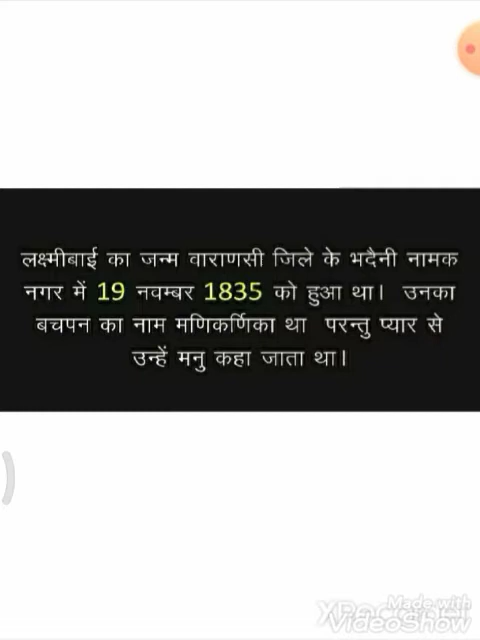 लक्ष्मीबाई का जन्म वाराणसी जिले के भदैनी नामक
नगर में 19 नवम्बर 1835 को हुआ था। उनका
बचपन का नाम मणिकर्णिका था परन्तु प्यार से
उन्हें मनु कहा जाता था।
Made with
VideoShow